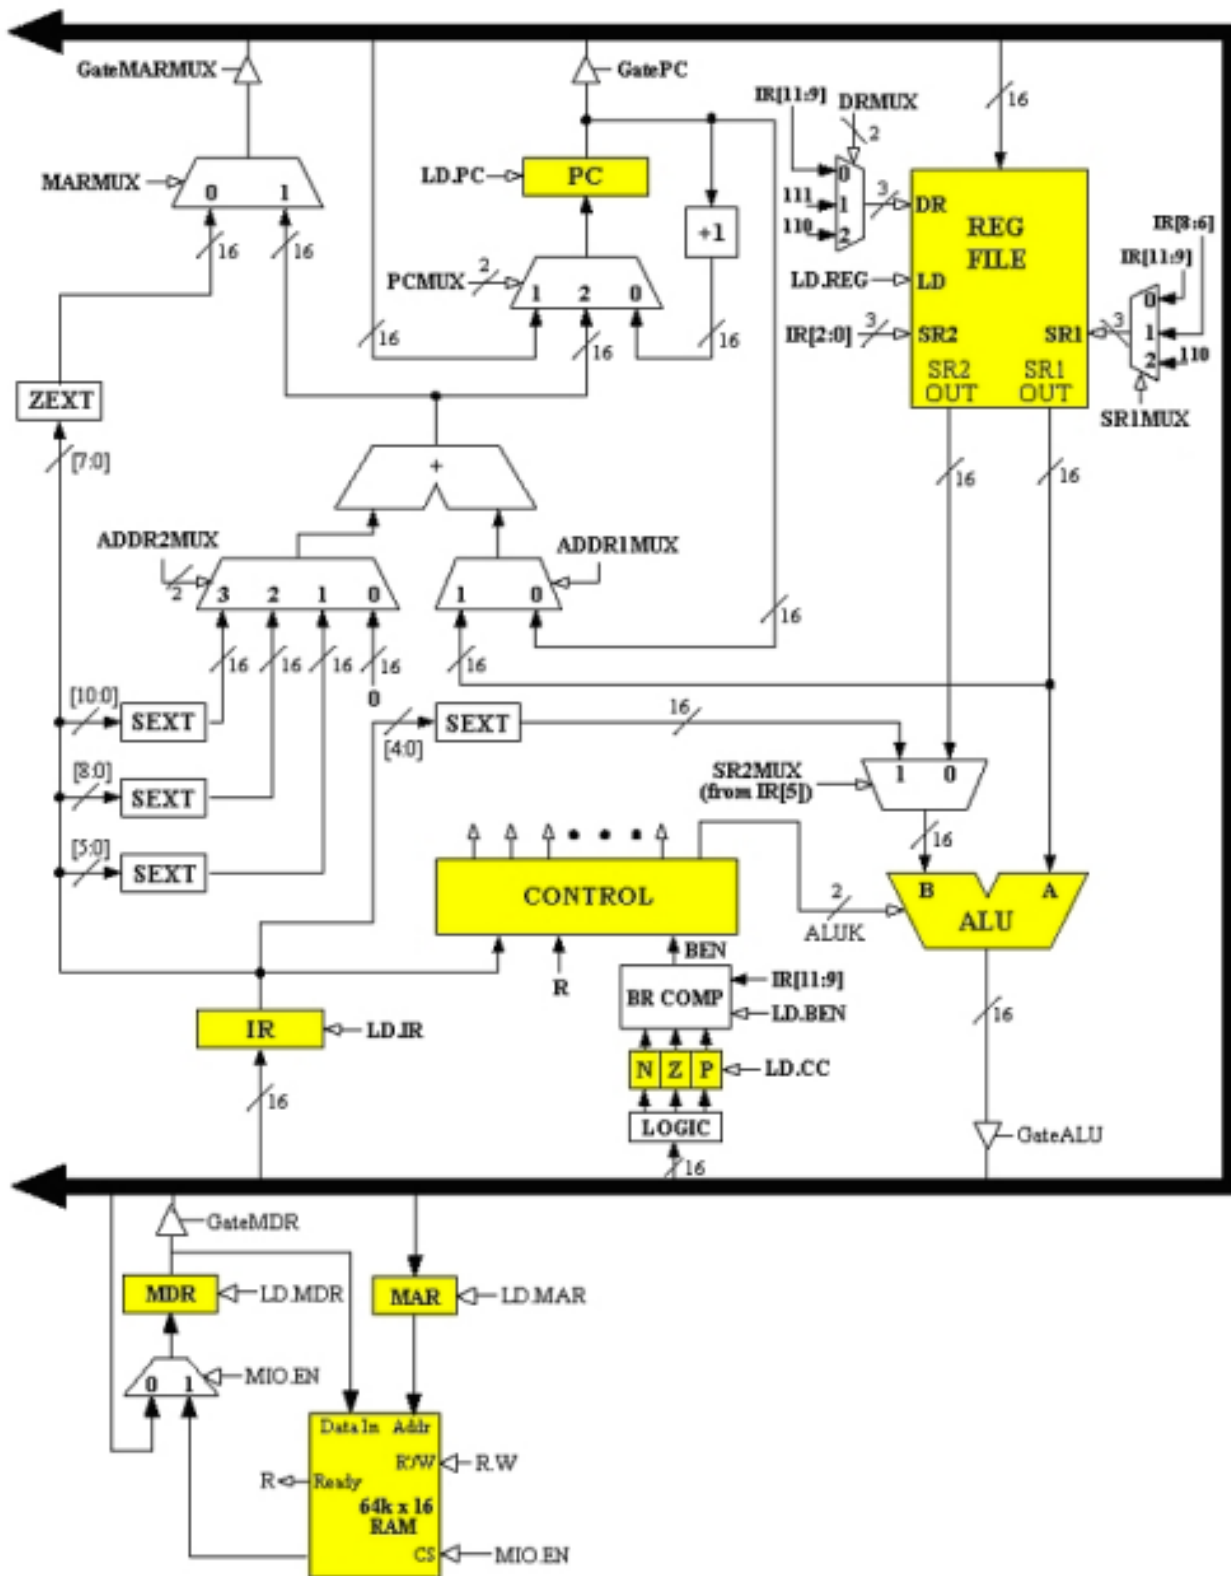 GateMARMUX
GatePC
16
IR[11:9]
DRMUX
2
MARMUX
0 1
LD.PC
PC
111
110
0
1
2
3
DR
REG
FILE
IR[8:6]
IR[11:9]
16
16
+1
PCMUX
2
1 2 0
LD.REG
LD
0
1
2
3
110
IR[2:0]
3
SR2
SR1
16
16
16
SR2
OUT
SR1
OUT
SR1MUX
ZEXT
[7:0]
+
16
16
ADDR2MUX
ADDR1MUX
2
3 2 1 0
1 0
16
16
16
16
16
16
0
[10:0]
SEXT
[4:0]
SEXT
16
[8:0]
SEXT
SR2MUX
(from IR[5])
1 0
16
[5:0]
SEXT
CONTROL
2
ALUK
B
A
ALU
BEN
R
BR COMP
IR[11:9]
LD.BEN
16
IR
LD.IR
N Z P
LD.CC
16
LOGIC
16
GateALU
GateMDR
MDR
LD.MDR
MAR
LD.MAR
0 1
MIO.EN
Data In
Addr
R'/W
R.W
R
Ready
64k x 16
RAM
CS
MIO.EN